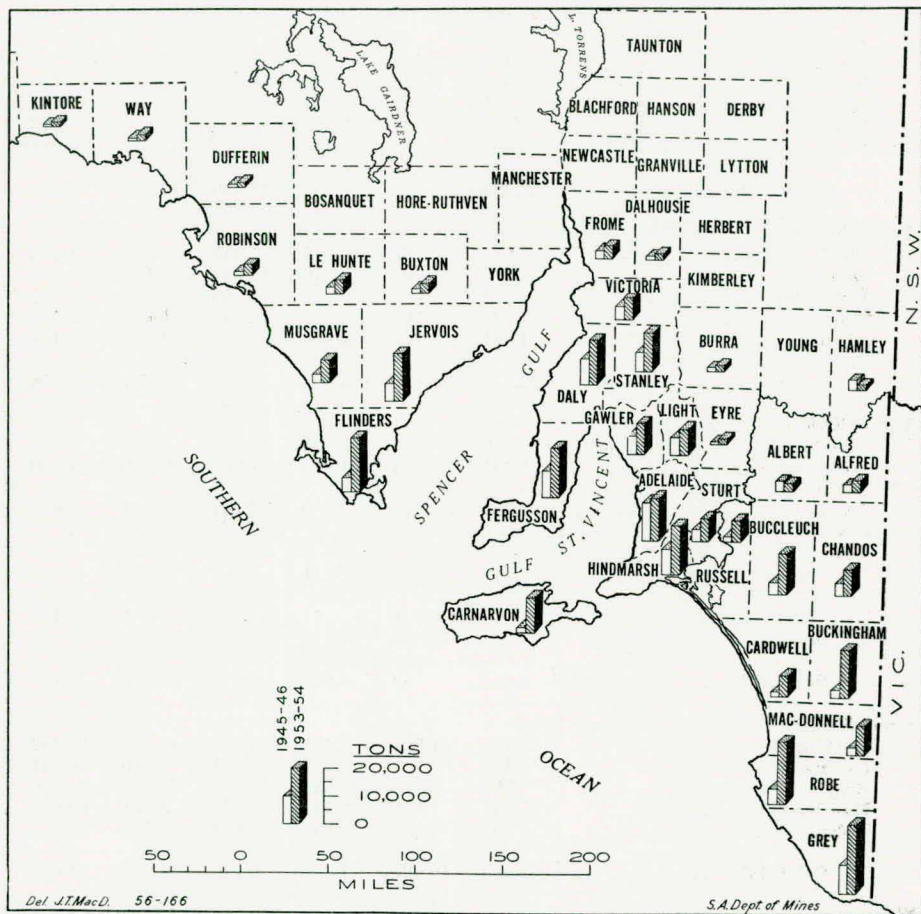 TAUNTON
L. TORRENS
LAKE GAIRDNER
KINTORE
WAY
BLACHFORD
HANSON
DERBY
DUFFERIN
NEWCASTLE
GRANVILLE
LYTTON
MANCHESTER
BOSANQUET
HORE-RUTHVEN
DALHOUSIE
FROME
HERBERT
N.S.W.
ROBINSON
LE HUNTE
BUXTON
YORK
KIMBERLEY
VICTORIA
MUSGRAVE
JERVOIS
BURRA
YOUNG
HAMLEY
STANLEY
DALY
FLINDERS
GAWLER
LIGHT
EYRE
ALBERT
ALFRED
SPENCER GULF
ADELAIDE
STURT
SOUTHERN
FERGUSSON
GULF ST. VINCENT
BUCCLEUCH
CHANDOS
HINDMARSH
RUSSELL
CARNARVON
CARDWELL
BUCKINGHAM
VIC.
MAC-DONNELL
1945-46
1953-54
TONS
20,000
10,000
0
OCEAN
ROBE
GREY
50 0 50 100 150 200
MILES
Del. J.T.MacD. 56-166
S.A. Dept. of Mines